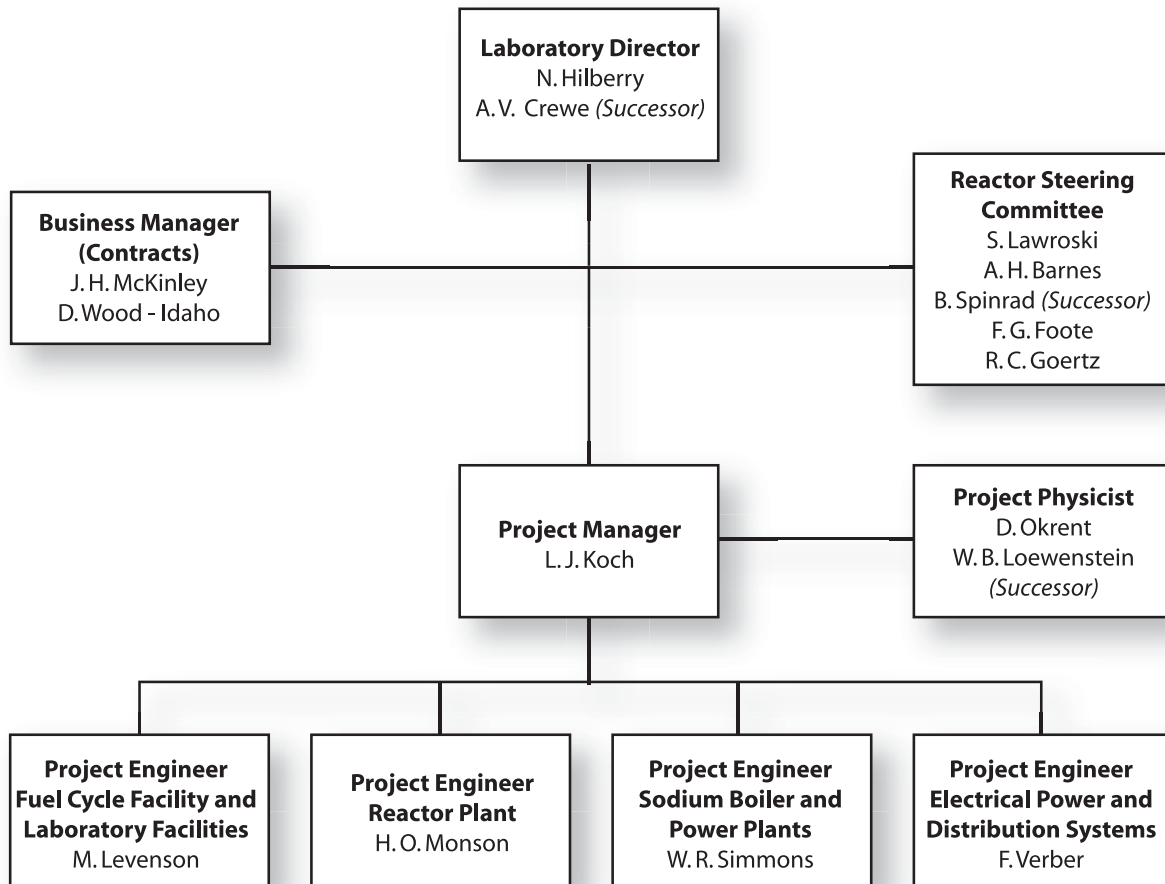 Laboratory Director
N. Hilberry
A. V. Crewe (Successor)
Business Manager
(Contracts)
J. H. McKinley
D. Wood - Idaho
Reactor Steering
Committee
S. Lawroski
A. H. Barnes
B. Spinrad (Successor)
F. G. Foote
R. C. Goertz
Project Manager
L. J. Koch
Project Physicist
D. Okrent
W. B. Loewenstein
(Successor)
Project Engineer
Fuel Cycle Facility and
Laboratory Facilities
M. Levenson
Project Engineer
Reactor Plant
H. O. Monson
Project Engineer
Sodium Boiler and
Power Plants
W. R. Simmons
Project Engineer
Electrical Power and
Distribution Systems
F. Verber